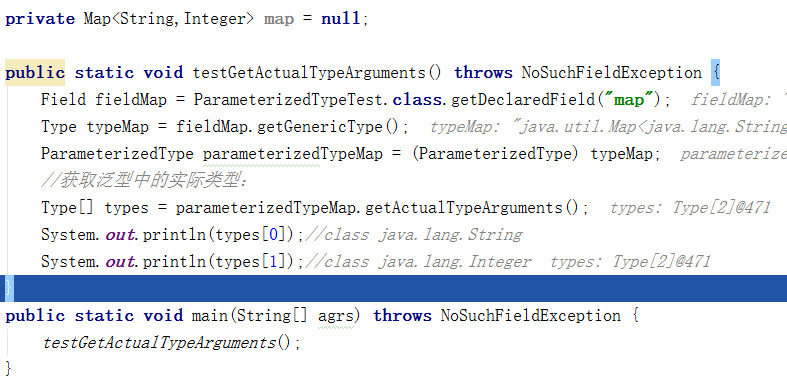 private Map<String,Integer> map = null;
public static void testGetActualTypeArguments() throws NoSuchFieldException {
Field fieldMap = ParameterizedTypeTest.class.getDeclaredField("map"); fieldMap: "
Type typeMap = fieldMap.getGenericType(); typeMap: "java.util.Map<java.lang.String
ParameterizedType parameterizedTypeMap = (ParameterizedType) typeMap; parameterize
//获取泛型中的实际类型：
Type[] types = parameterizedTypeMap.getActualTypeArguments(); types: Type[2]@471
System.out.println(types[0]);//class java.lang.String
System.out.println(types[1]);//class java.lang.Integer types: Type[2]@471
}
public static void main(String[] agrs) throws NoSuchFieldException {
testGetActualTypeArguments();
}